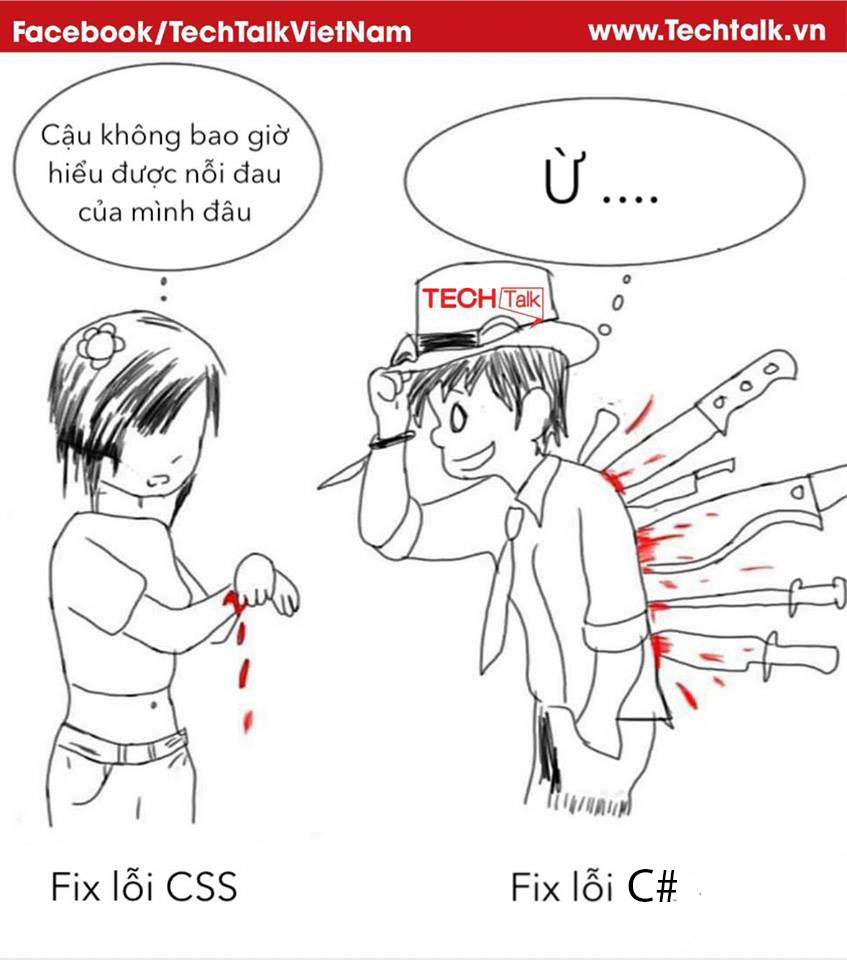 Facebook/TechTalkVietNam
www.Techtalk.vn
Cậu không bao giờ
hiểu được nỗi đau
của mình đâu
Ừ ....
TECH Talk
Fix lỗi CSS
Fix lỗi C#